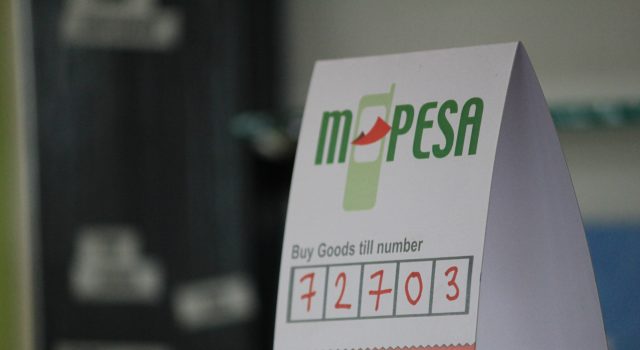 M PESA
Buy Goods till number
72703